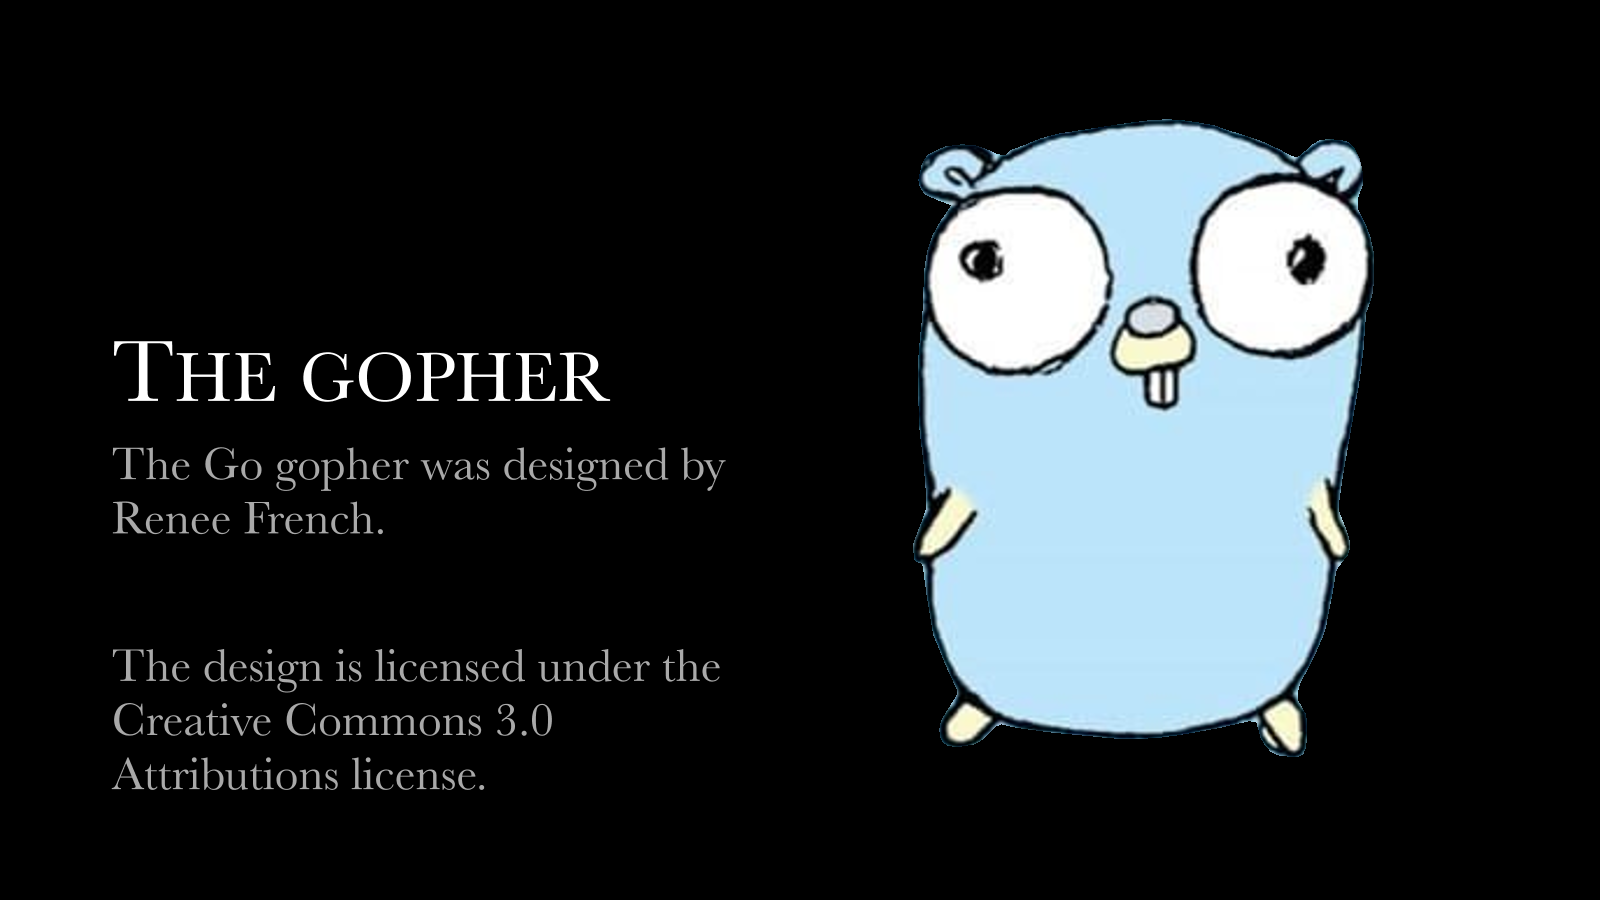 The gopher
The Go gopher was designed by
Renee French.
The design is licensed under the
Creative Commons 3.0
Attributions license.